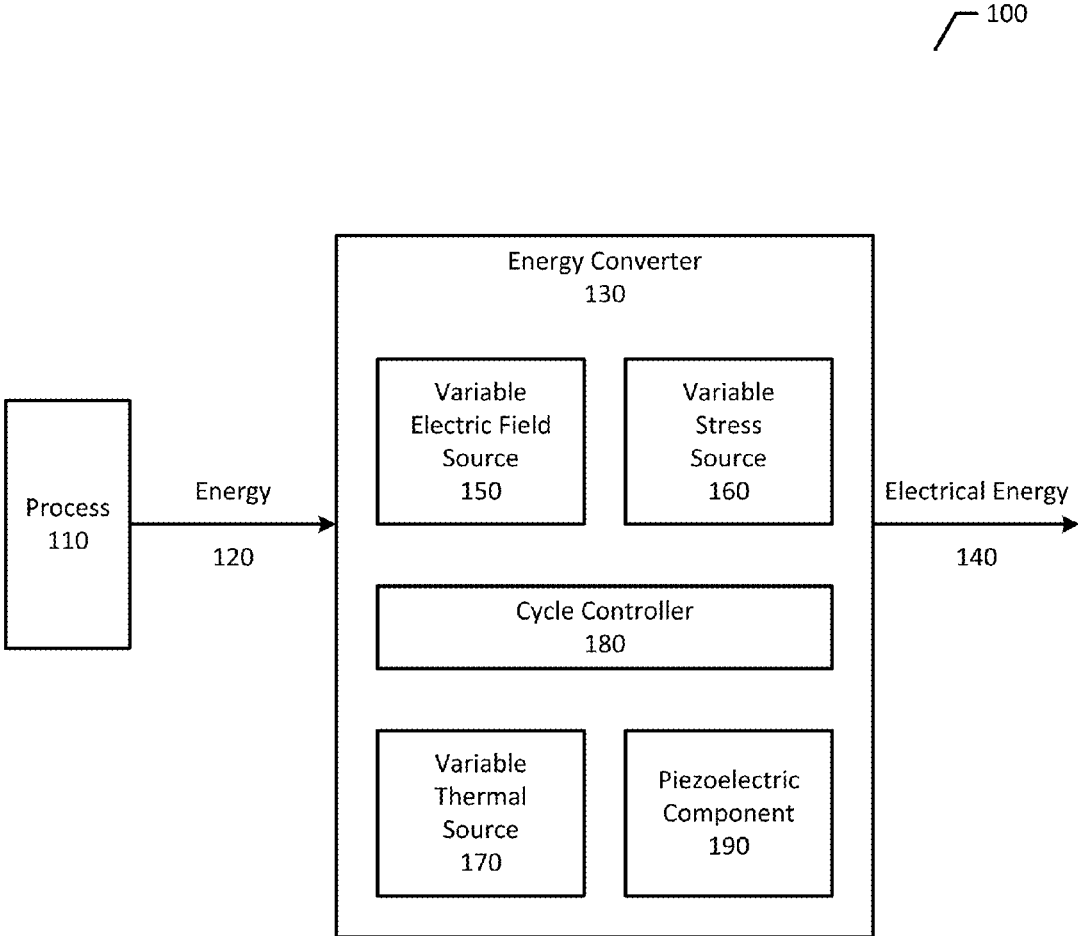 100
Energy Converter
130
Variable
Electric Field
Source
150
Variable
Stress
Source
160
Process
110
Energy
120
Electrical Energy
140
Cycle Controller
180
Variable
Thermal
Source
170
Piezoelectric
Component
190